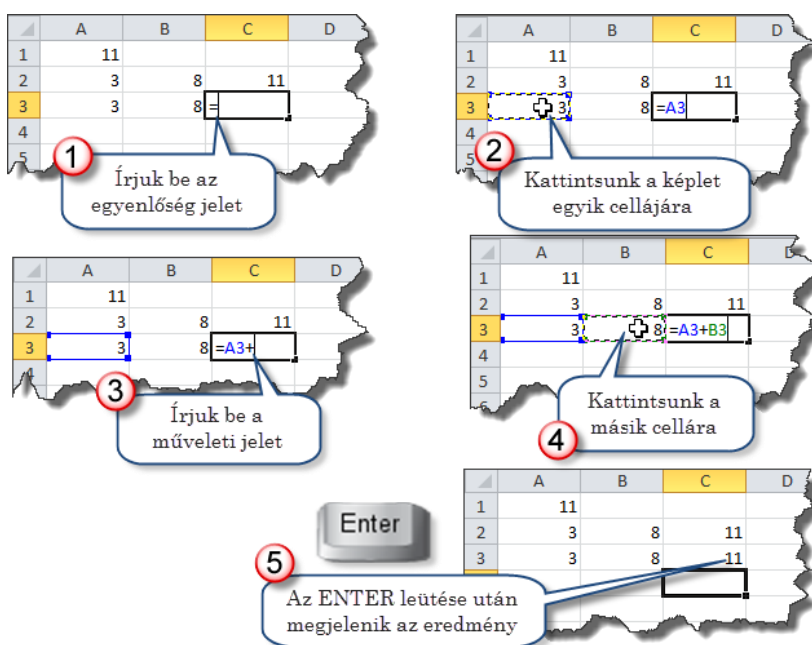 A B C D
1 11
2 3 8 11
3 3 8 =
4
5
1
Írjuk be az
egyenlőség jelet
A B C D
1 11
2 3 8 11
3 3 8 =A3
4
5
2
Kattintsunk a képlet
egyik cellájára
A B C D
1 11
2 3 8 11
3 3 8 =A3+
4
3
Írjuk be a
műveleti jelet
A B C D
1 11
2 3 8 11
3 3 8 =A3+B3
4
5
6
Kattintsunk a
másik cellára
4
A B C D
1 11
2 3 8 11
3 3 8 11
Enter
5
Az ENTER leütése után
megjelenik az eredmény